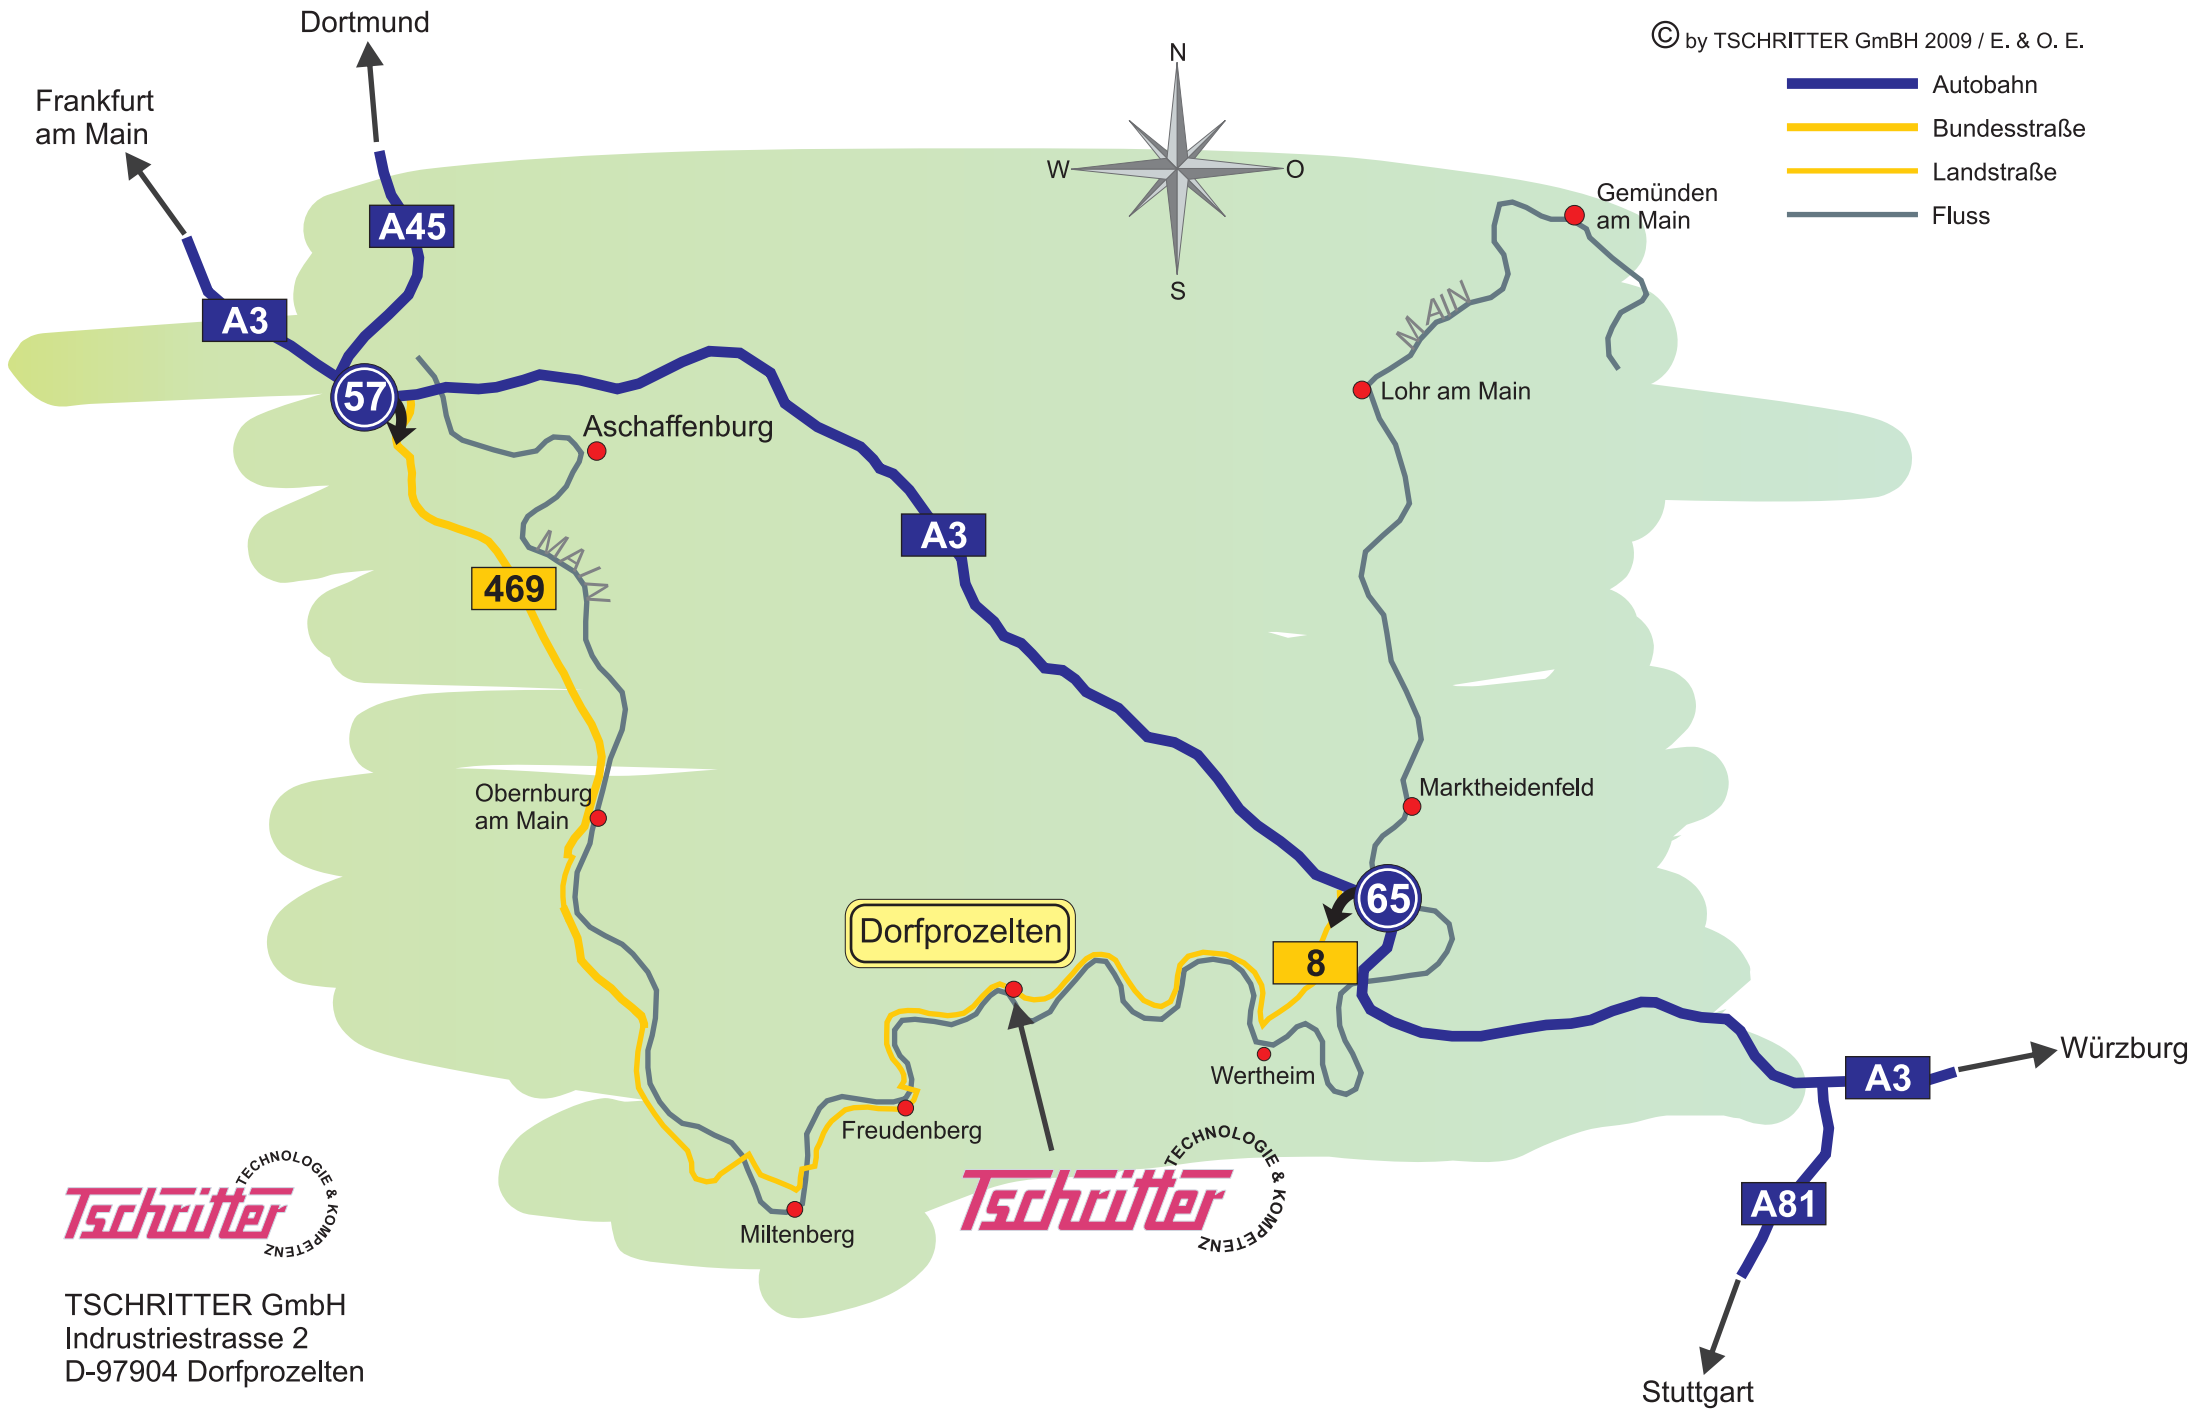 Dortmund
Frankfurt
am Main
© by TSCHRITTER GmBH 2009 / E. & O. E.
Autobahn
Bundesstraße
Landstraße
Fluss
N
W
O
S
A45
A3
57
Gemünden
am Main
MAIN
Lohr am Main
Aschaffenburg
A3
MAIN
469
Obernburg
am Main
Marktheidenfeld
65
Dorfprozelten
8
Wertheim
Würzburg
A3
Freudenberg
Miltenberg
A81
Stuttgart
Tschritter
TECHNOLOGIE & KOMPETENZ
Tschritter
TECHNOLOGIE & KOMPETENZ
TSCHRITTER GmbH
Indrustriestrasse 2
D-97904 Dorfprozelten